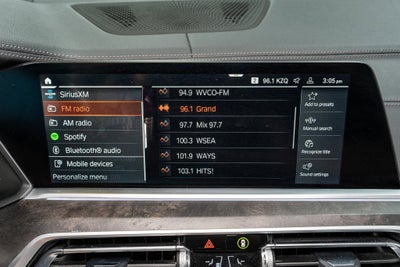 2 96.1 KZQ 3:05 pm
SiriusXM
FM radio
AM radio
Spotify
Bluetooth® audio
Mobile devices
Personalize menu
94.9 WVCO-FM
96.1 Grand
97.7 Mix 97.7
100.3 WSEA
101.9 WAYS
103.1 HITS!
Add to presets
Manual search
Recognize title
Sound settings